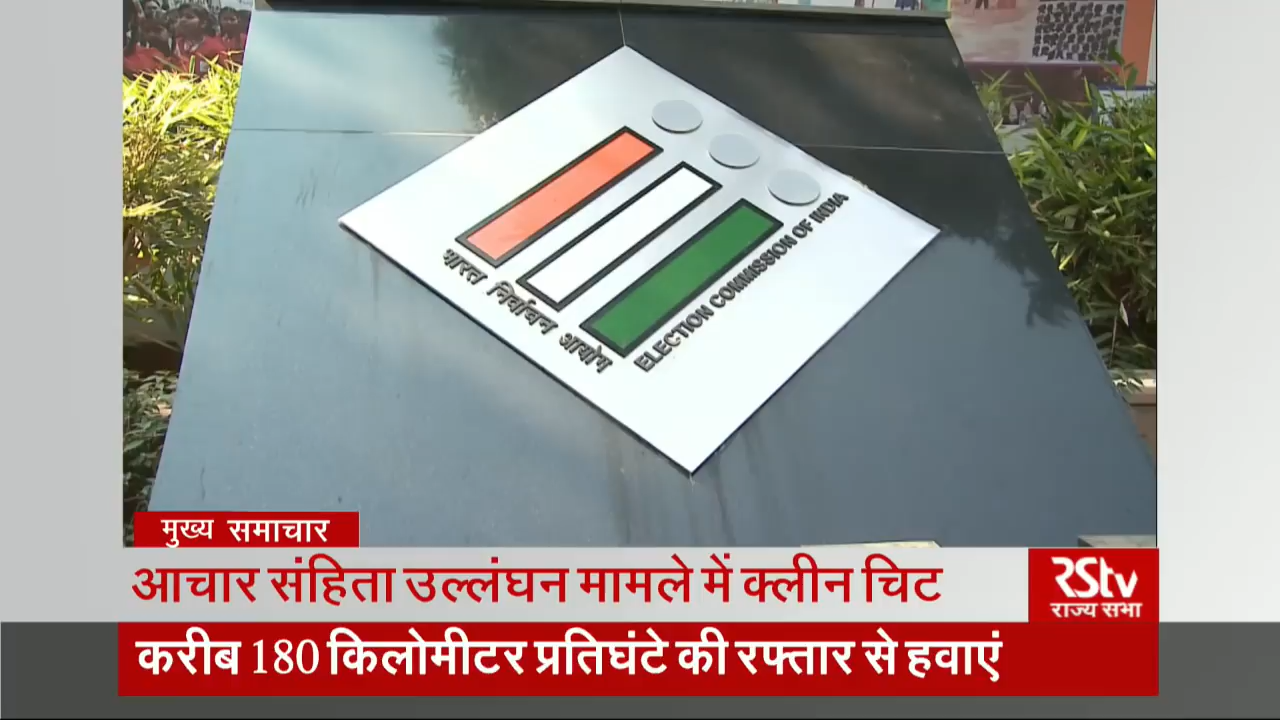 भारत निर्वाचन आयोग
ELECTION COMMISSION OF INDIA
मुख्य समाचार
आचार संहिता उल्लंघन मामले में क्लीन चिट
RStv
राज्य सभा
करीब 180 किलोमीटर प्रतिघंटे की रफ्तार से हवाएं